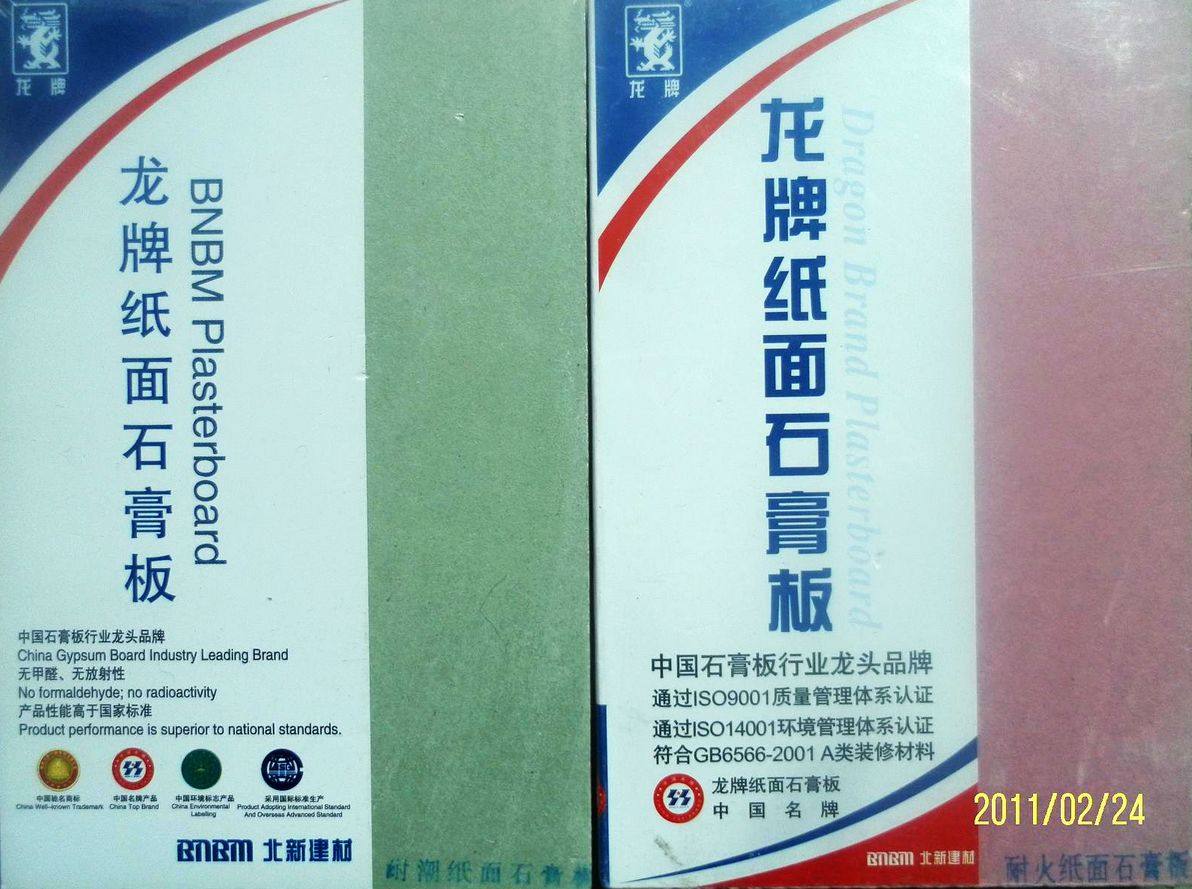 龙牌
龙牌纸面石膏板
BNBM Plasterboard
中国石膏板行业龙头品牌
China Gypsum Board Industry Leading Brand
无甲醛、无放射性
No formaldehyde; no radioactivity
产品性能高于国家标准
Product performance is superior to national standards.
中国驰名商标
China Well-known Trademark
中国名牌产品
China Top Brand
中国环境标志产品
China Environmental
Labelling
采用国际标准生产
Product Adopting International Standard
And Overseas Advanced Standard
BNBM 北新建材
耐潮纸面石膏板
龙牌
龙牌纸面石膏板
Dragon Brand Plasterboard
中国石膏板行业龙头品牌
通过ISO9001质量管理体系认证
通过ISO14001环境管理体系认证
符合GB6566-2001 A类装修材料
龙牌纸面石膏板
中国名牌
BNBM 北新建材
耐火纸面石膏板
2011/02/24